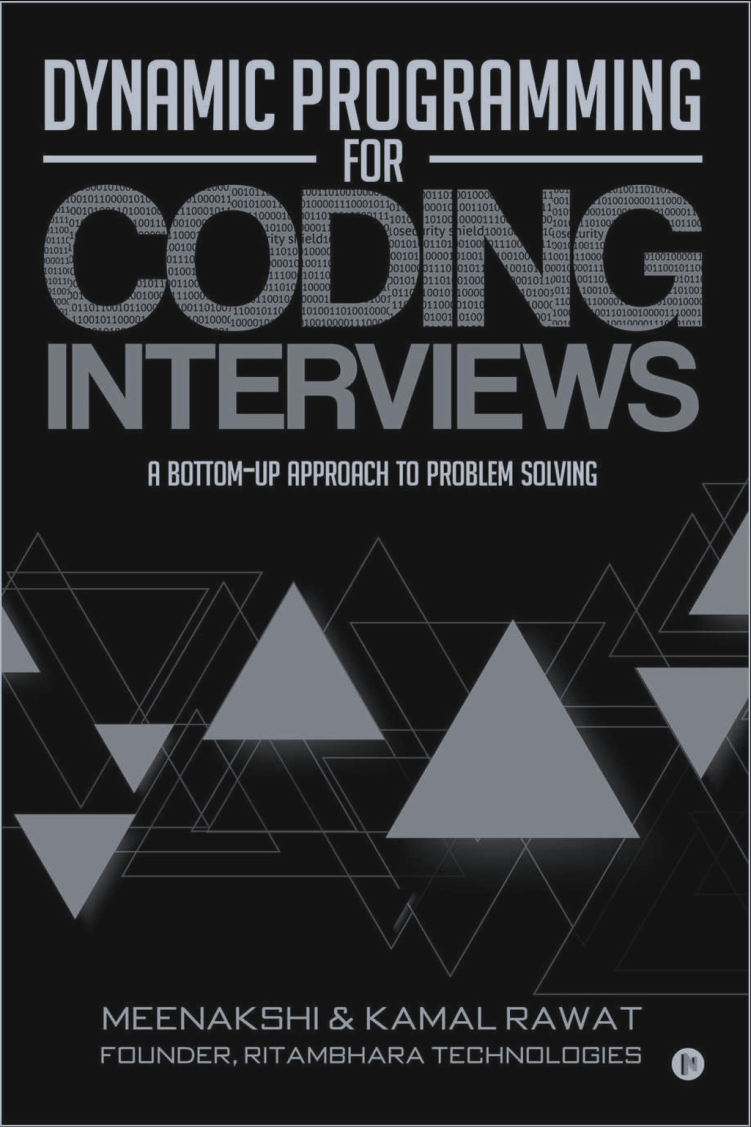 DYNAMIC PROGRAMMING
FOR
CODING
INTERVIEWS
A BOTTOM-UP APPROACH TO PROBLEM SOLVING
MEENAKSHI & KAMAL RAWAT
FOUNDER, RITAMBHARA TECHNOLOGIES
N